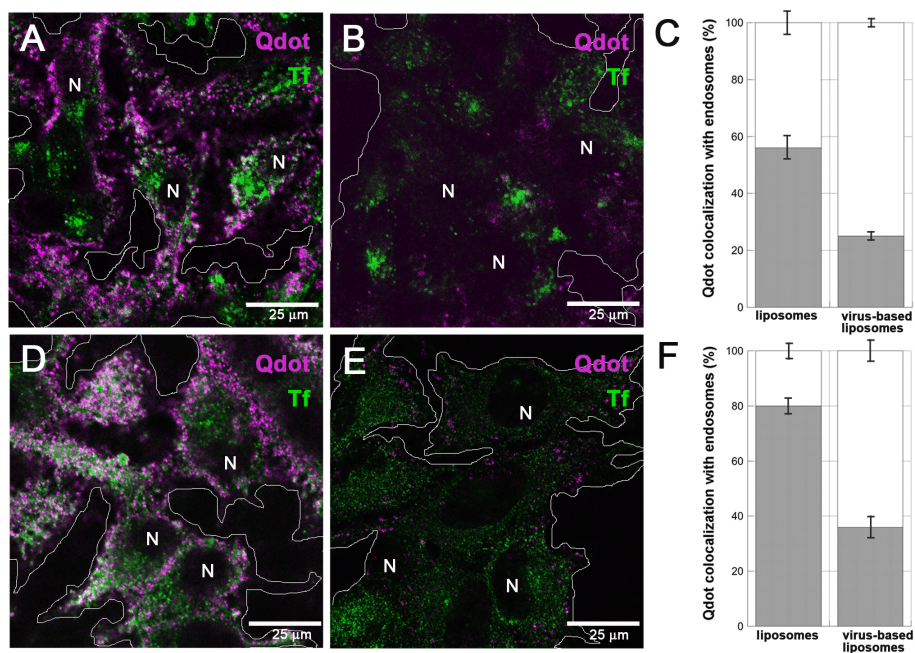 A
Qdot
Tf
N
N
N
25 µm
B
Qdot
Tf
N
N
N
25 µm
C
Qdot colocalization with endosomes (%)
100
80
60
40
20
0
liposomes
virus-based
liposomes
D
Qdot
Tf
N
N
N
25 µm
E
Qdot
Tf
N
N
N
25 µm
F
Qdot colocalization with endosomes (%)
100
80
60
40
20
0
liposomes
virus-based
liposomes